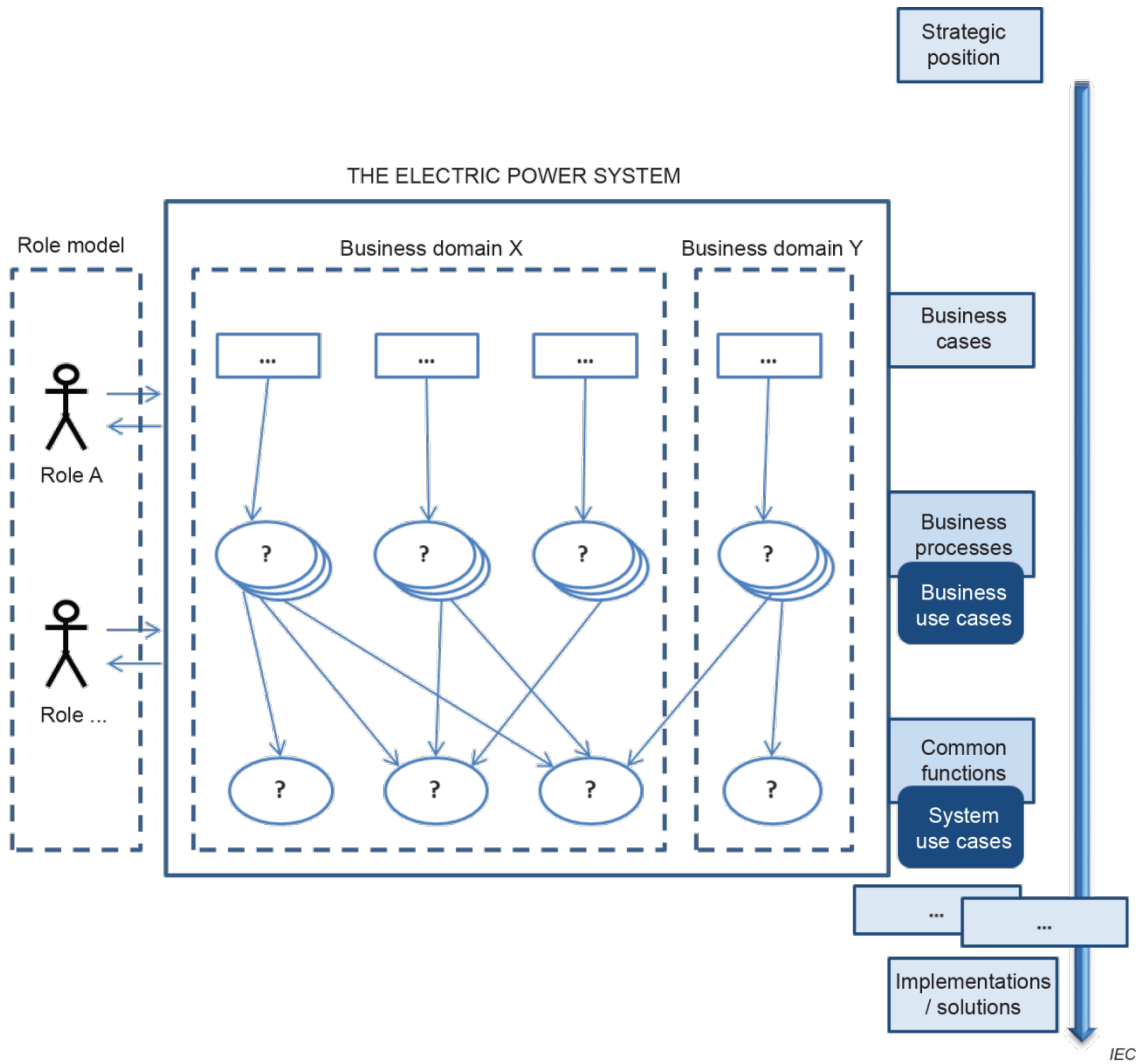 Strategic
position
THE ELECTRIC POWER SYSTEM
Role model
Business domain X
Business domain Y
...
...
...
...
Business
cases
Role A
?
?
?
?
Business
processes
Business
use cases
Role ...
?
?
?
?
Common
functions
System
use cases
...
...
Implementations
/ solutions
IEC